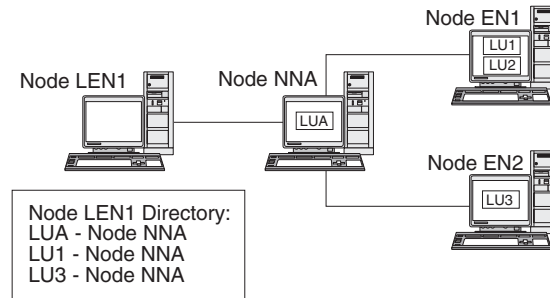 Node EN1
LU1
LU2
Node LEN1
Node NNA
LUA
Node EN2
LU3
Node LEN1 Directory:
LUA - Node NNA
LU1 - Node NNA
LU3 - Node NNA